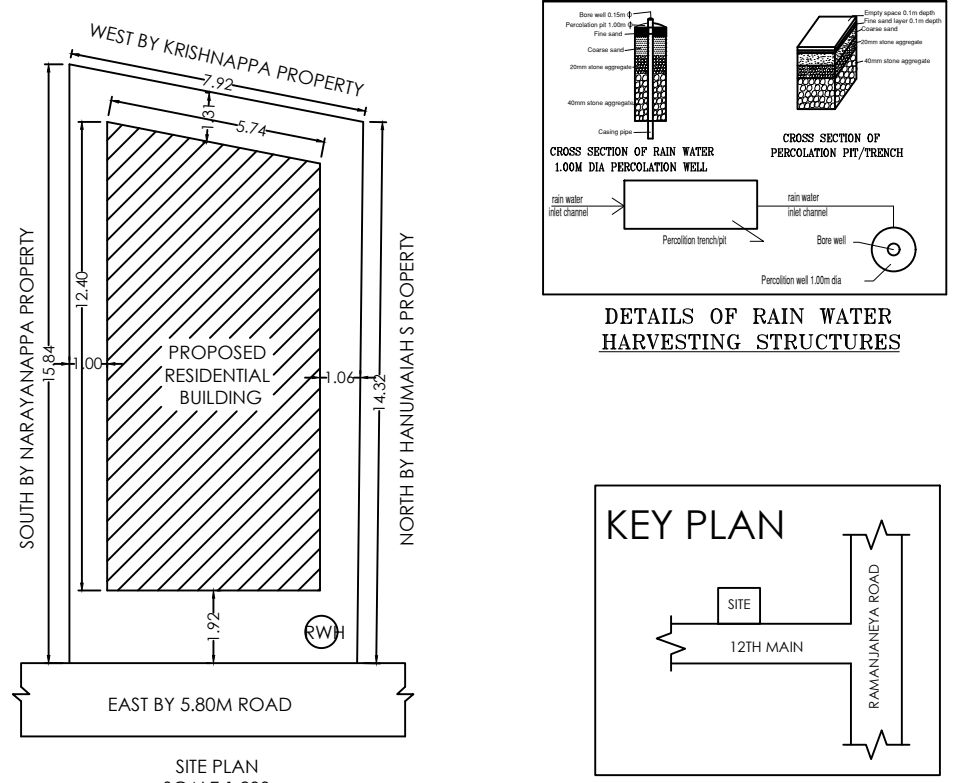 WEST BY KRISHNAPPA PROPERTY
7.92
1.31
5.74
12.40
15.84
SOUTH BY NARAYANAPPA PROPERTY
1.00
PROPOSED
RESIDENTIAL
BUILDING
1.06
14.32
NORTH BY HANUMAIAH S PROPERTY
1.92
RWH
EAST BY 5.80M ROAD
SITE PLAN
Bore well 0.15m ϕ
Percolation pit 1.00m ϕ
Fine sand
Coarse sand
20mm stone aggregate
40mm stone aggregate
Casing pipe
CROSS SECTION OF RAIN WATER
1.00M DIA PERCOLATION WELL
Empty space 0.1m depth
Fine sand layer 0.1m depth
Coarse sand
20mm stone aggregate
40mm stone aggregate
CROSS SECTION OF
PERCOLATION PIT/TRENCH
rain water
inlet channel
Percolition trench/pit
rain water
inlet channel
Bore well
Percolition well 1.00m dia
DETAILS OF RAIN WATER
HARVESTING STRUCTURES
KEY PLAN
SITE
12TH MAIN
RAMANJANEYA ROAD